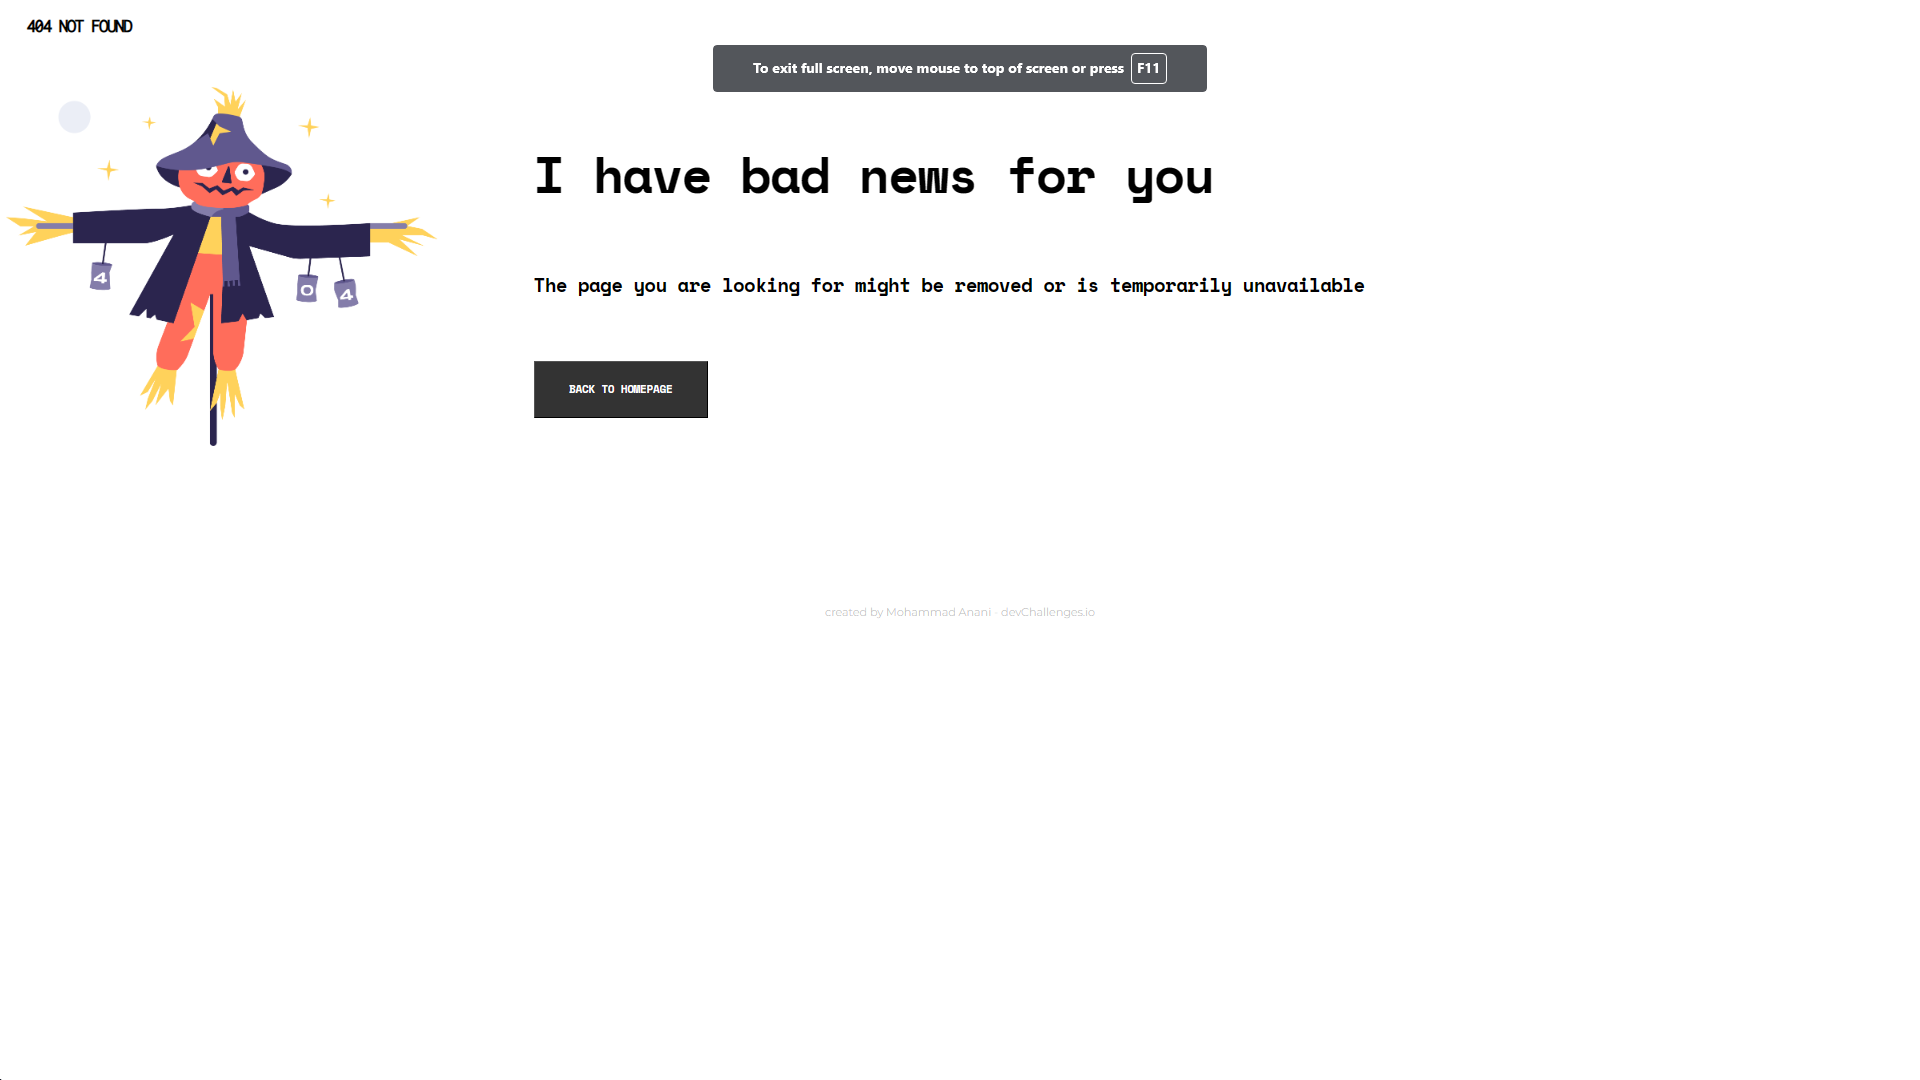 404 NOT FOUND
To exit full screen, move mouse to top of screen or press F11
I have bad news for you
4
0
4
The page you are looking for might be removed or is temporarily unavailable
BACK TO HOMEPAGE
created by Mohammad Anani - devChallenges.io